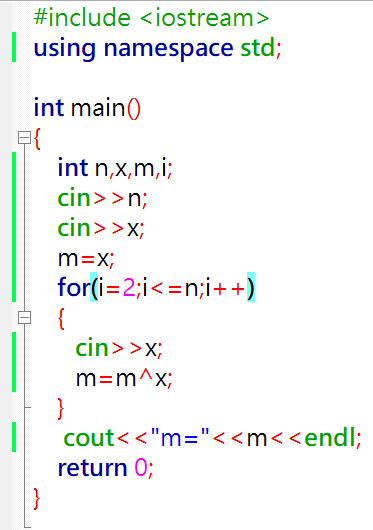 #include <iostream>
using namespace std;
int main()
{
int n,x,m,i;
cin>>n;
cin>>x;
m=x;
for(i=2;i<=n;i++)
{
cin>>x;
m=m^x;
}
cout<<"m="<<m<<endl;
return 0;
}